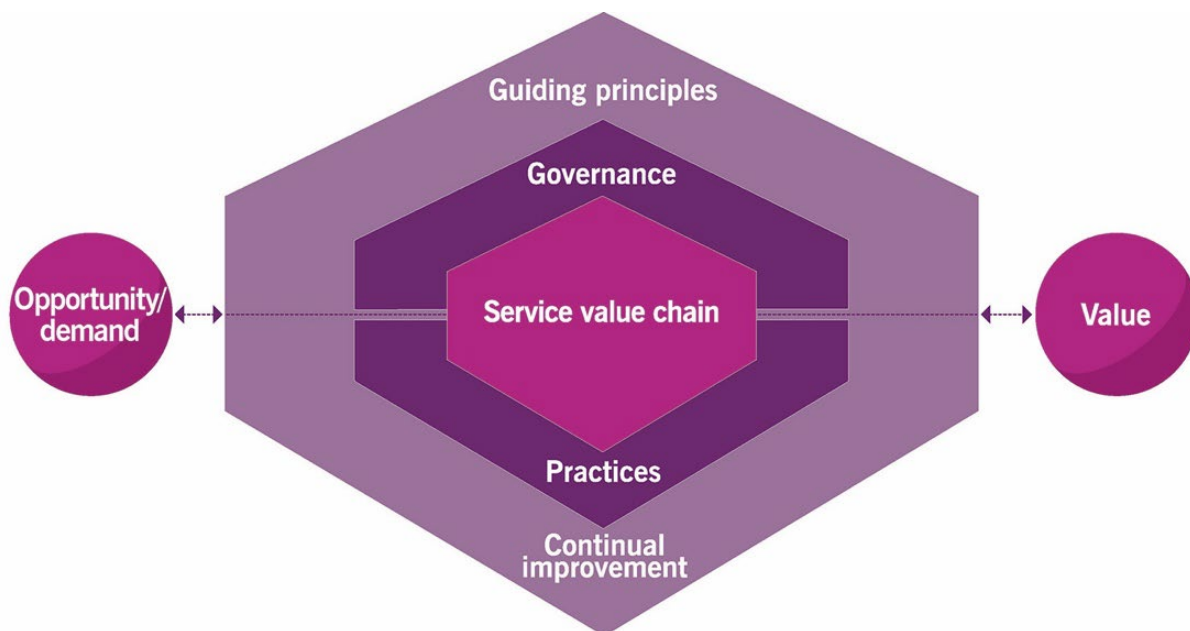 Guiding principles
Governance
Opportunity/
demand
Service value chain
Value
Practices
Continual
improvement